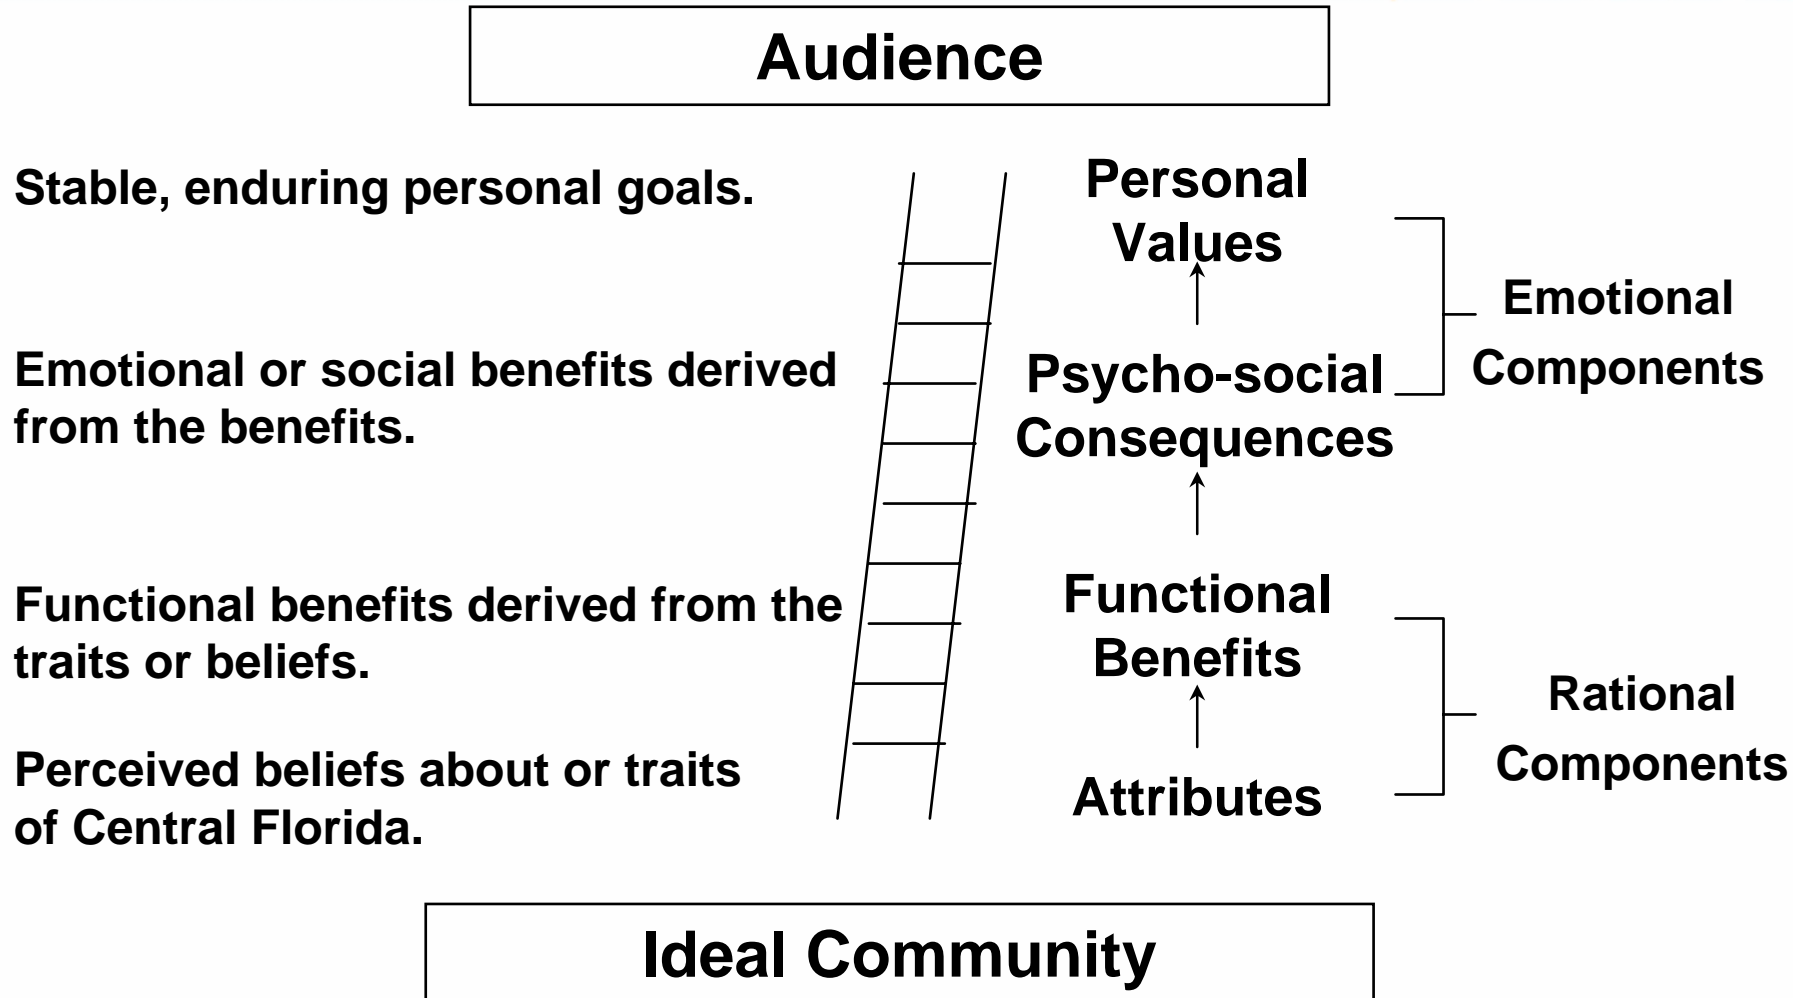 Audience
Stable, enduring personal goals.
Personal
Values
Emotional
Components
Emotional or social benefits derived
from the benefits.
Psycho-social
Consequences
Functional benefits derived from the
traits or beliefs.
Functional
Benefits
Rational
Components
Perceived beliefs about or traits
of Central Florida.
Attributes
Ideal Community